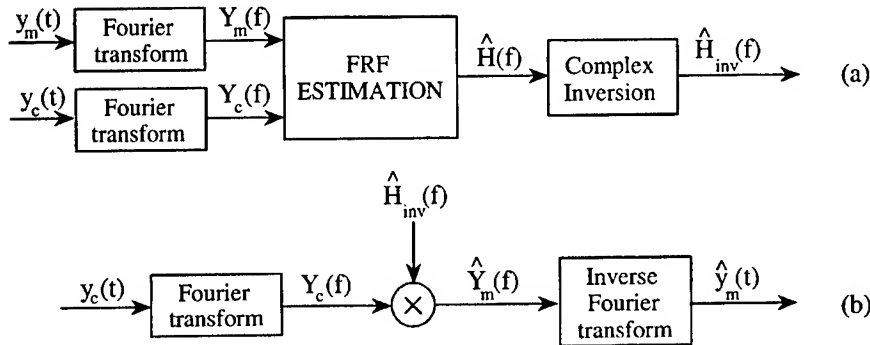 y_m(t) Fourier transform Y_m(f)
y_c(t) Fourier transform Y_c(f)
FRF ESTIMATION
Ĥ(f)
Complex Inversion
Ĥ_inv(f)
(a)
Ĥ_inv(f)
y_c(t) Fourier transform Y_c(f)
×
Ŷ_m(f)
Inverse Fourier transform
ŷ_m(t)
(b)